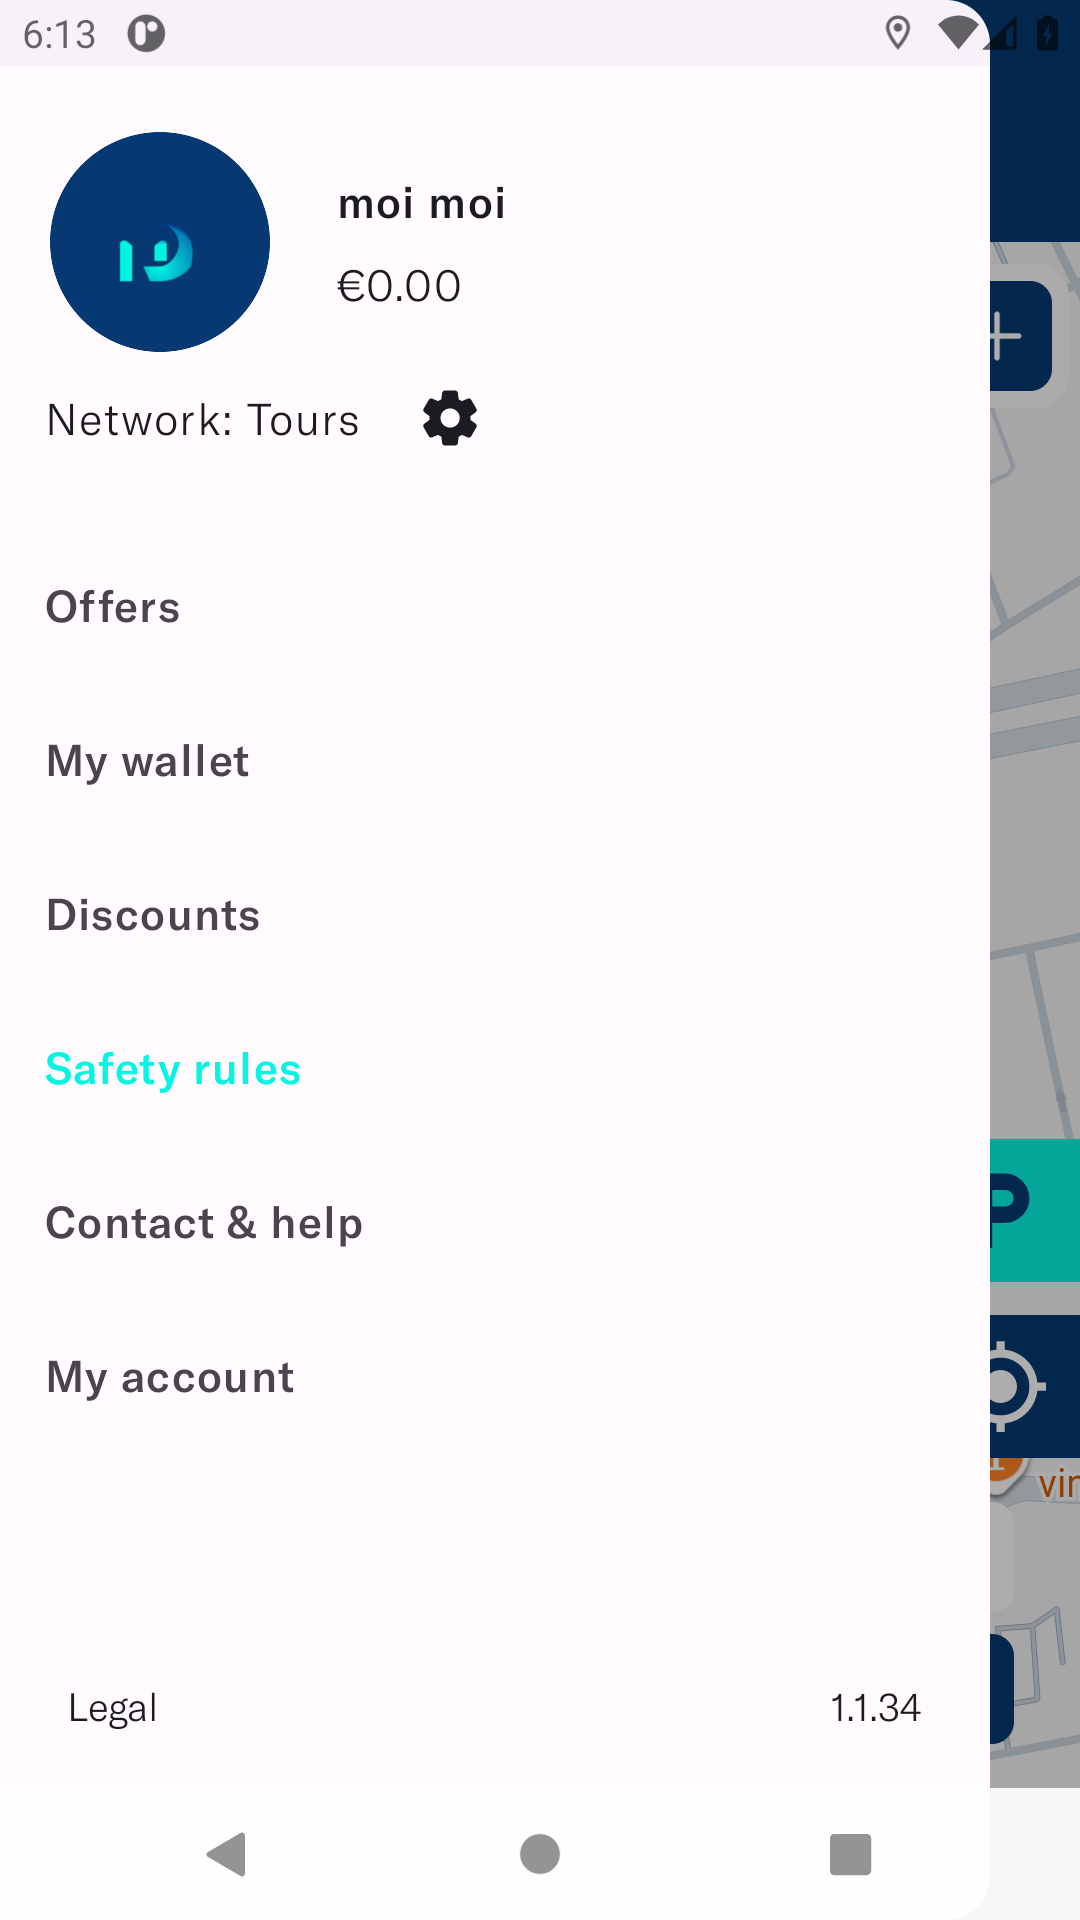 6:13
moi moi
€0.00
Network: Tours
Offers
My wallet
Discounts
Safety rules
Contact & help
My account
Legal
1.1.34
P